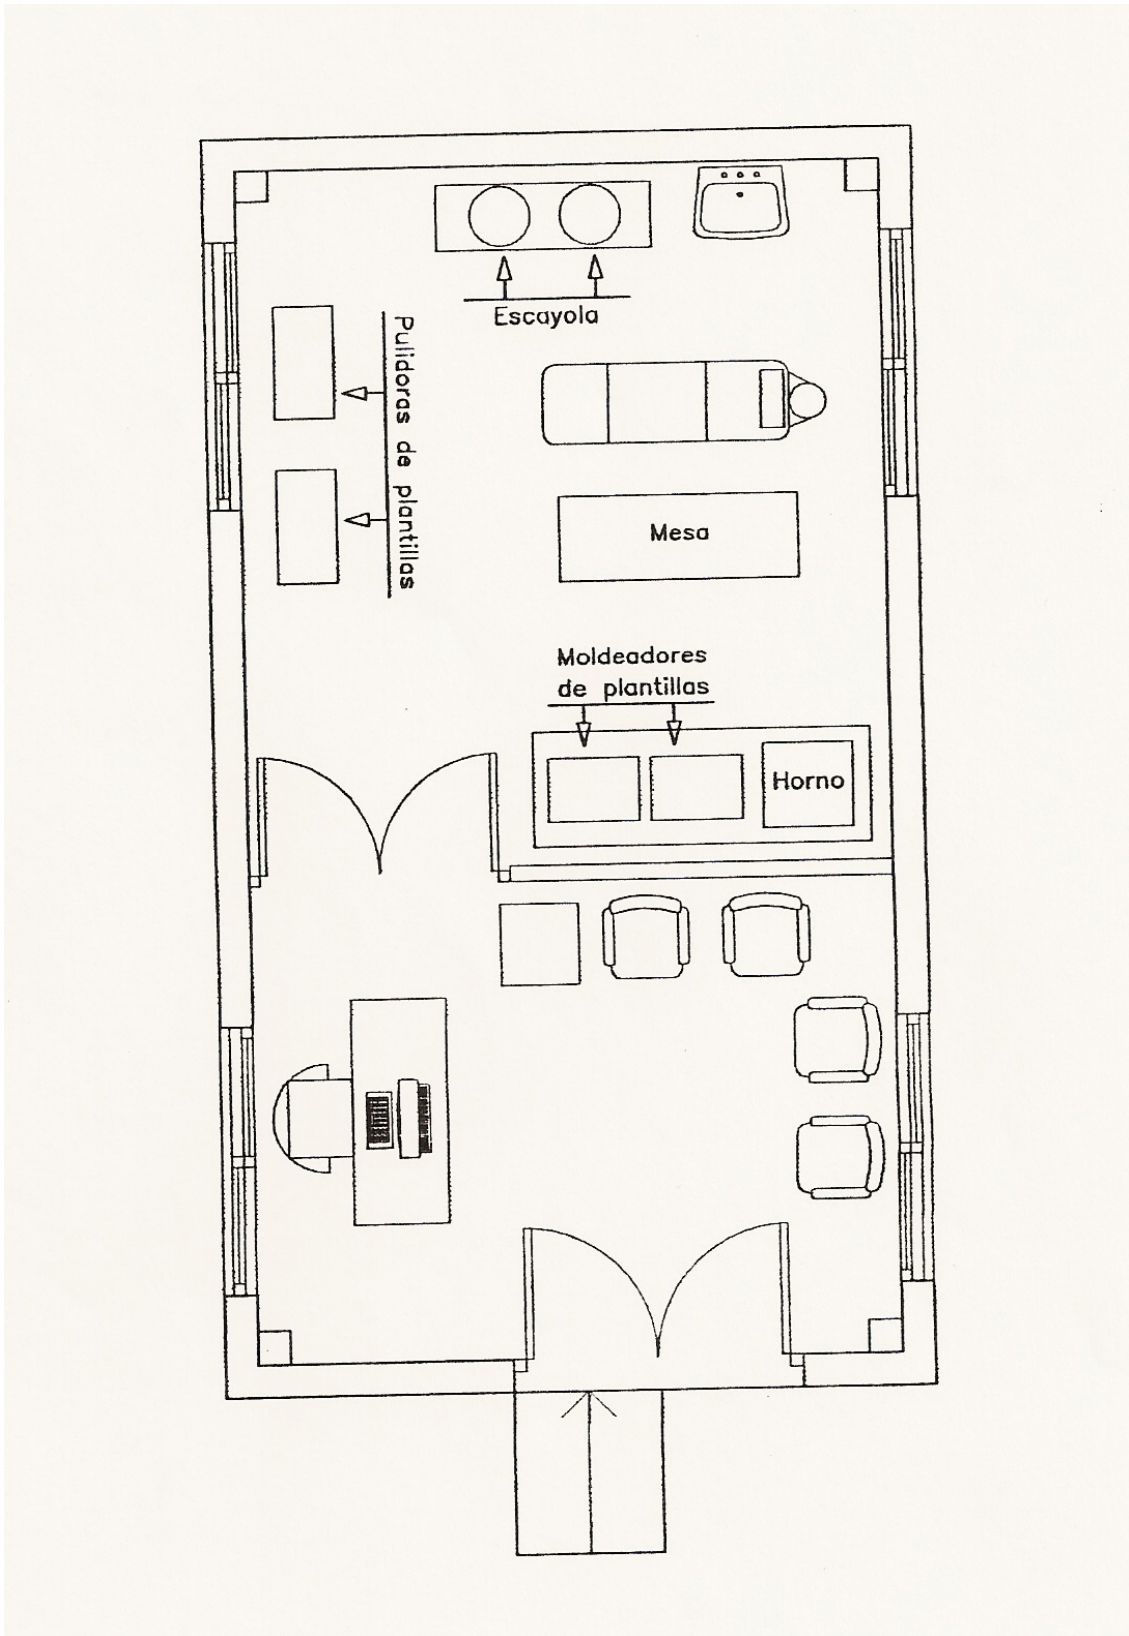 Escayola
Pulidoras de plantillas
Mesa
Moldeadores
de plantillas
Horno